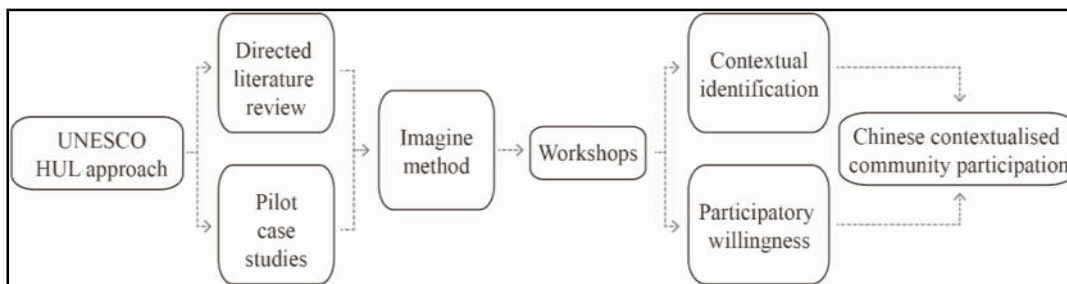 UNESCO
HUL approach
Directed
literature
review
Pilot
case
studies
Imagine
method
Workshops
Contextual
identification
Participatory
willingness
Chinese contextualised
community participation